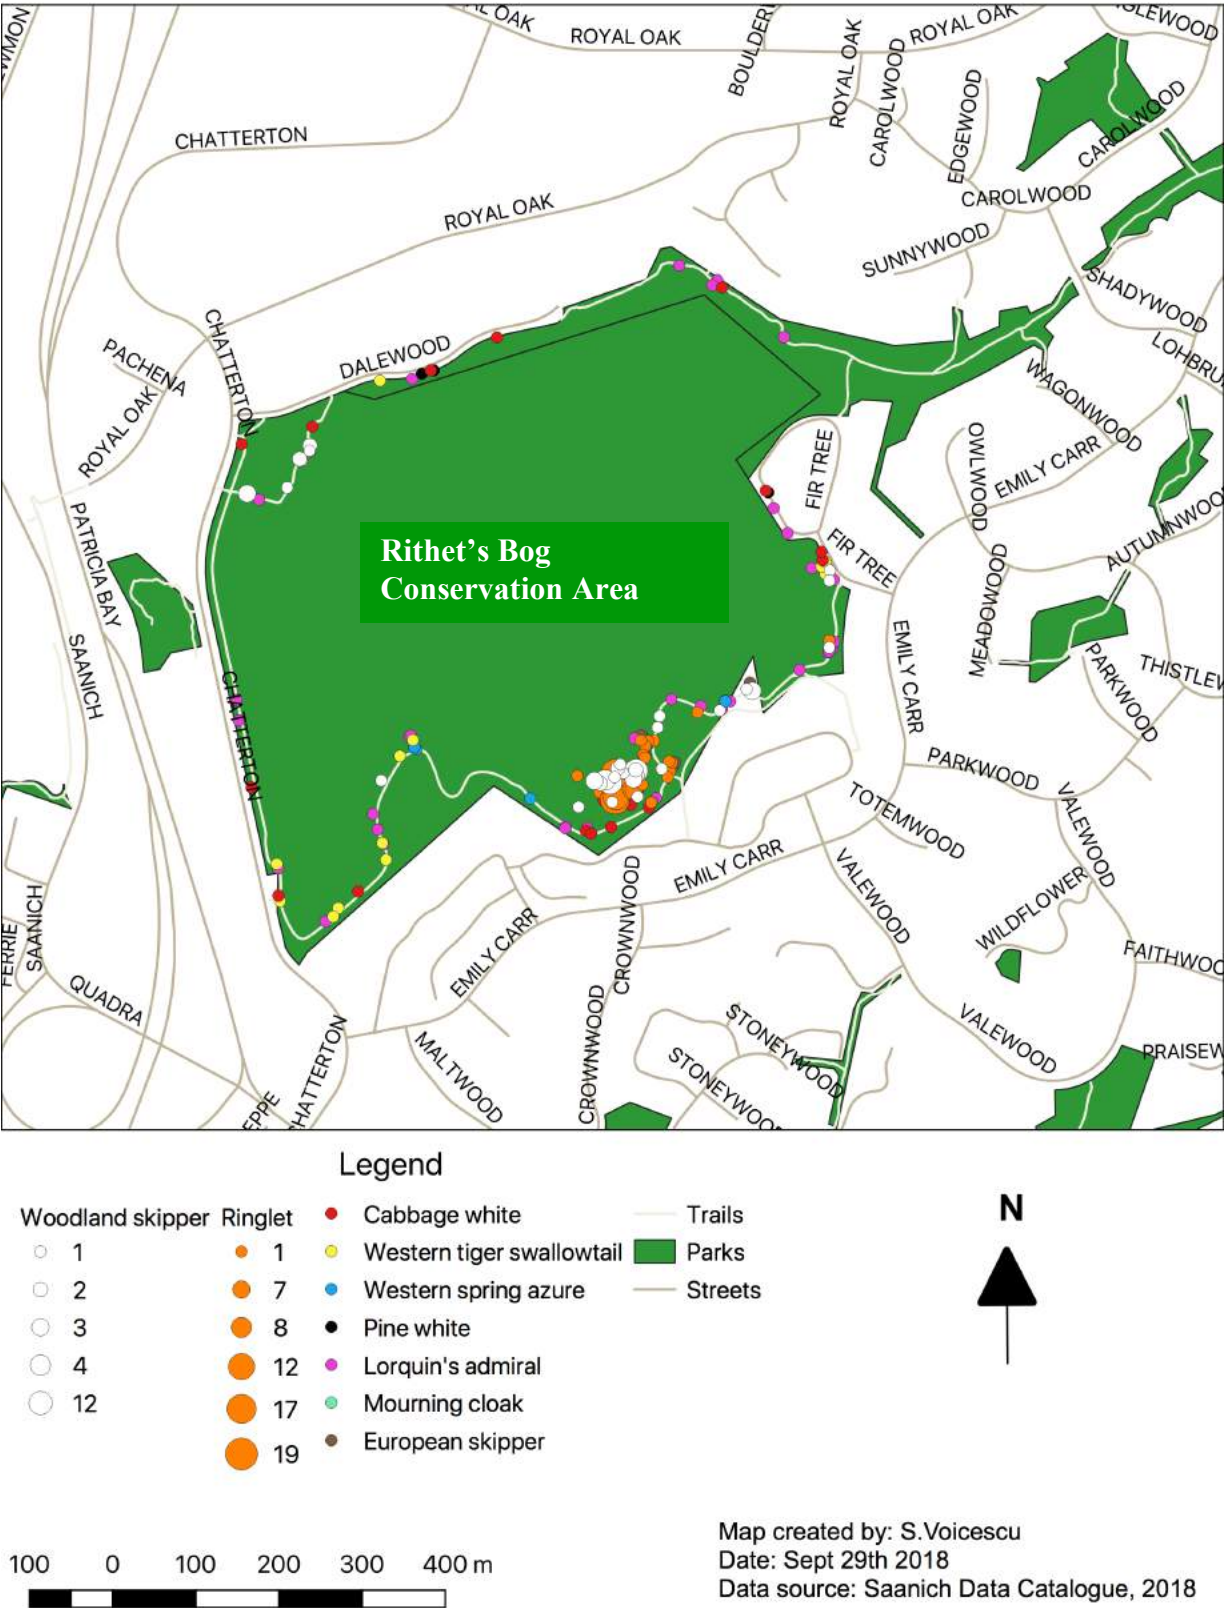 ROYAL OAK
ROYAL OAK
BOULDERW
ROYAL OAK
CAROLWOOD
EDGEWOOD
CAROLWOOD
CHATTERTON
ROYAL OAK
CAROLWOOD
SUNNYWOOD
SHADYWOOD
LOHBRU
CHATTERTON
DALEWOOD
PACHENA
ROYAL OAK
WAGONWOOD
OWLWOOD
EMILY CARR
FIR TREE
FIR TREE
AUTUMNWOO
PATRICIA BAY
Rithet's Bog
Conservation Area
MEADOWOOD
EMILY CARR
SAANICH
CHATTERTON
PARKWOOD
THISTLEW
PARKWOOD
TOTEMWOOD
VALEWOOD
EMILY CARR
VALEWOOD
CROWNWOOD
WILDFLOWER
EMILY CARR
FERRIE
SAANICH
FAITHWOO
QUADRA
CHATTERTON
MALTWOOD
CROWNWOOD
STONEYWOOD
STONEYWOO
VALEWOOD
PRAISEW
EPPE
Legend
Woodland skipper
1
2
3
4
12
Ringlet
1
7
8
12
17
19
Cabbage white
Western tiger swallowtail
Western spring azure
Pine white
Lorquin's admiral
Mourning cloak
European skipper
Trails
Parks
Streets
N
100 0 100 200 300 400 m
Map created by: S.Voicescu
Date: Sept 29th 2018
Data source: Saanich Data Catalogue, 2018